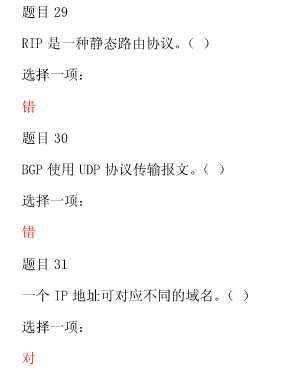 题目 29
RIP 是一种静态路由协议。（ ）
选择一项：
错
题目 30
BGP 使用 UDP 协议传输报文。（ ）
选择一项：
错
题目 31
一个 IP 地址可对应不同的域名。（ ）
选择一项：
对